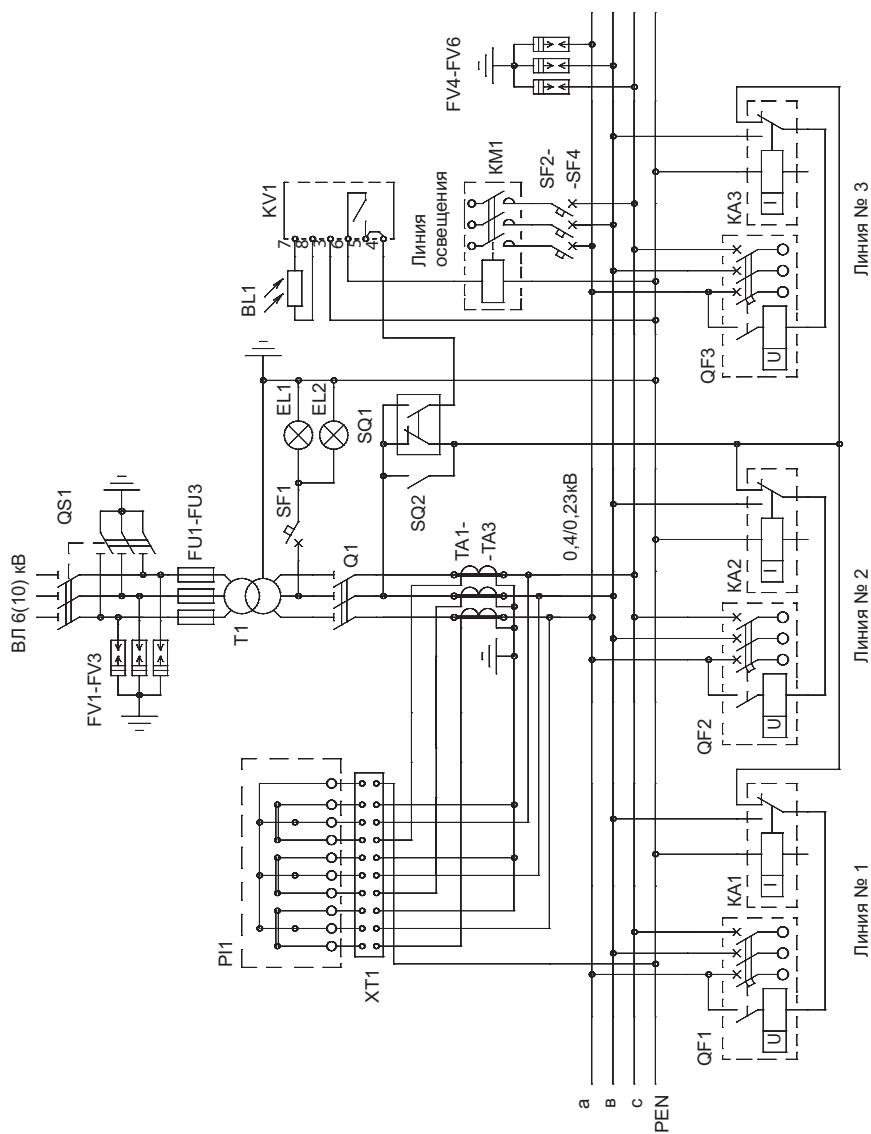 ВЛ 6(10) кВ
QS1
FV1-FV3
FU1-FU3
T1
SF1
EL1
EL2
BL1
KV1
7
8
3
6
5
4
Линия
освещения
KM1
SF2-
-SF4
FV4-FV6
Q1
SQ1
SQ2
TA1-
-TA3
0,4/0,23кВ
PI1
XT1
a
в
c
PEN
QF1
U
KA1
I
Линия № 1
QF2
U
KA2
I
Линия № 2
QF3
U
KA3
I
Линия № 3